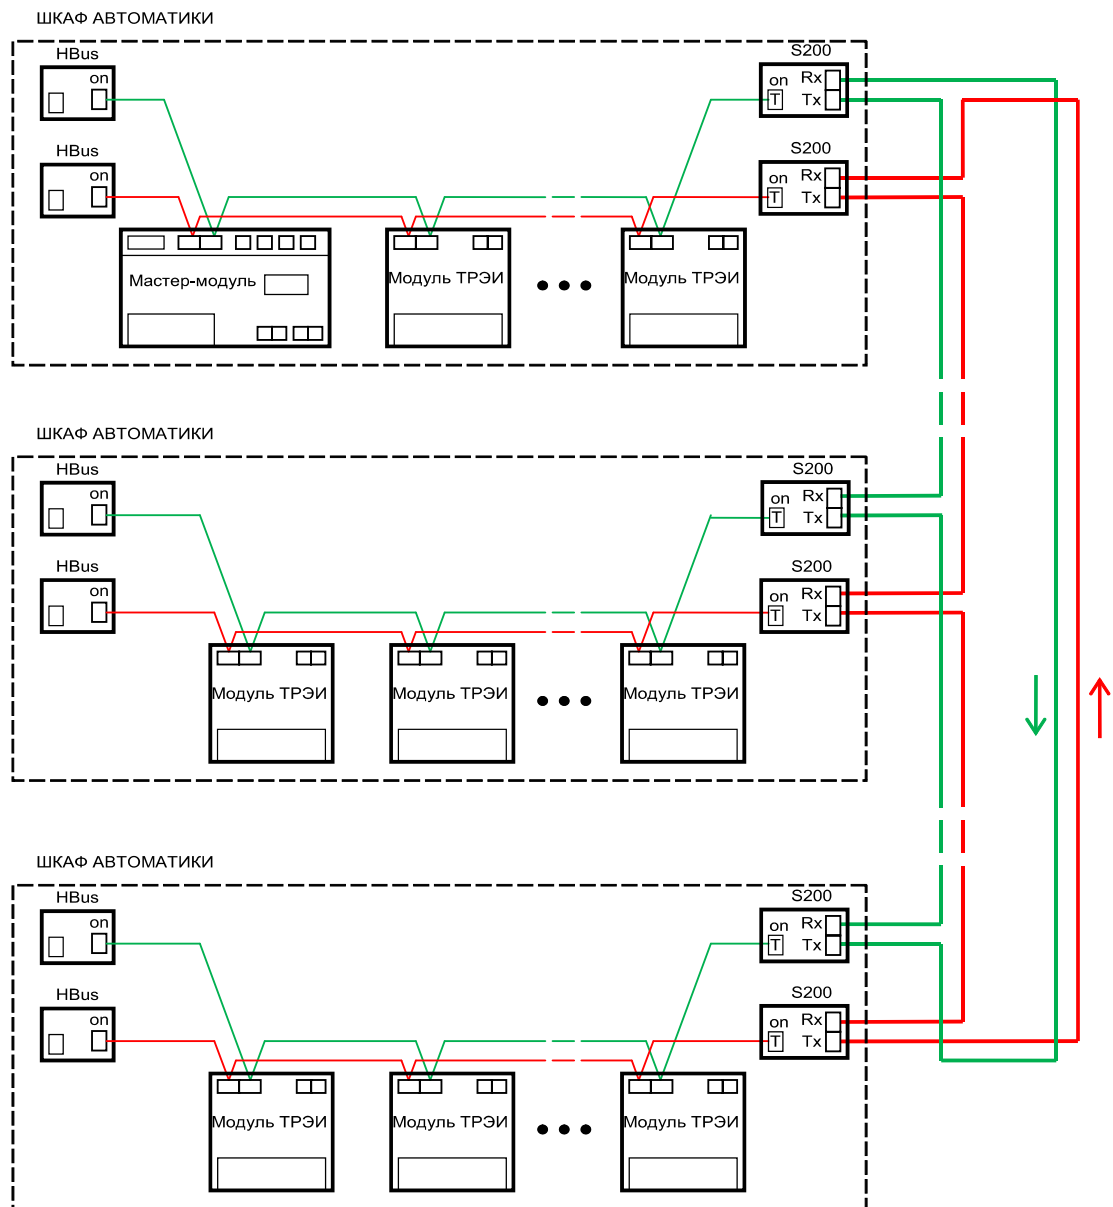 ШКАФ АВТОМАТИКИ
HBus
on
S200
on Rx
T Tx
HBus
on
S200
on Rx
T Tx
Мастер-модуль
Модуль ТРЭИ
Модуль ТРЭИ
ШКАФ АВТОМАТИКИ
HBus
on
S200
on Rx
T Tx
HBus
on
S200
on Rx
T Tx
Модуль ТРЭИ
Модуль ТРЭИ
Модуль ТРЭИ
ШКАФ АВТОМАТИКИ
HBus
on
S200
on Rx
T Tx
HBus
on
S200
on Rx
T Tx
Модуль ТРЭИ
Модуль ТРЭИ
Модуль ТРЭИ